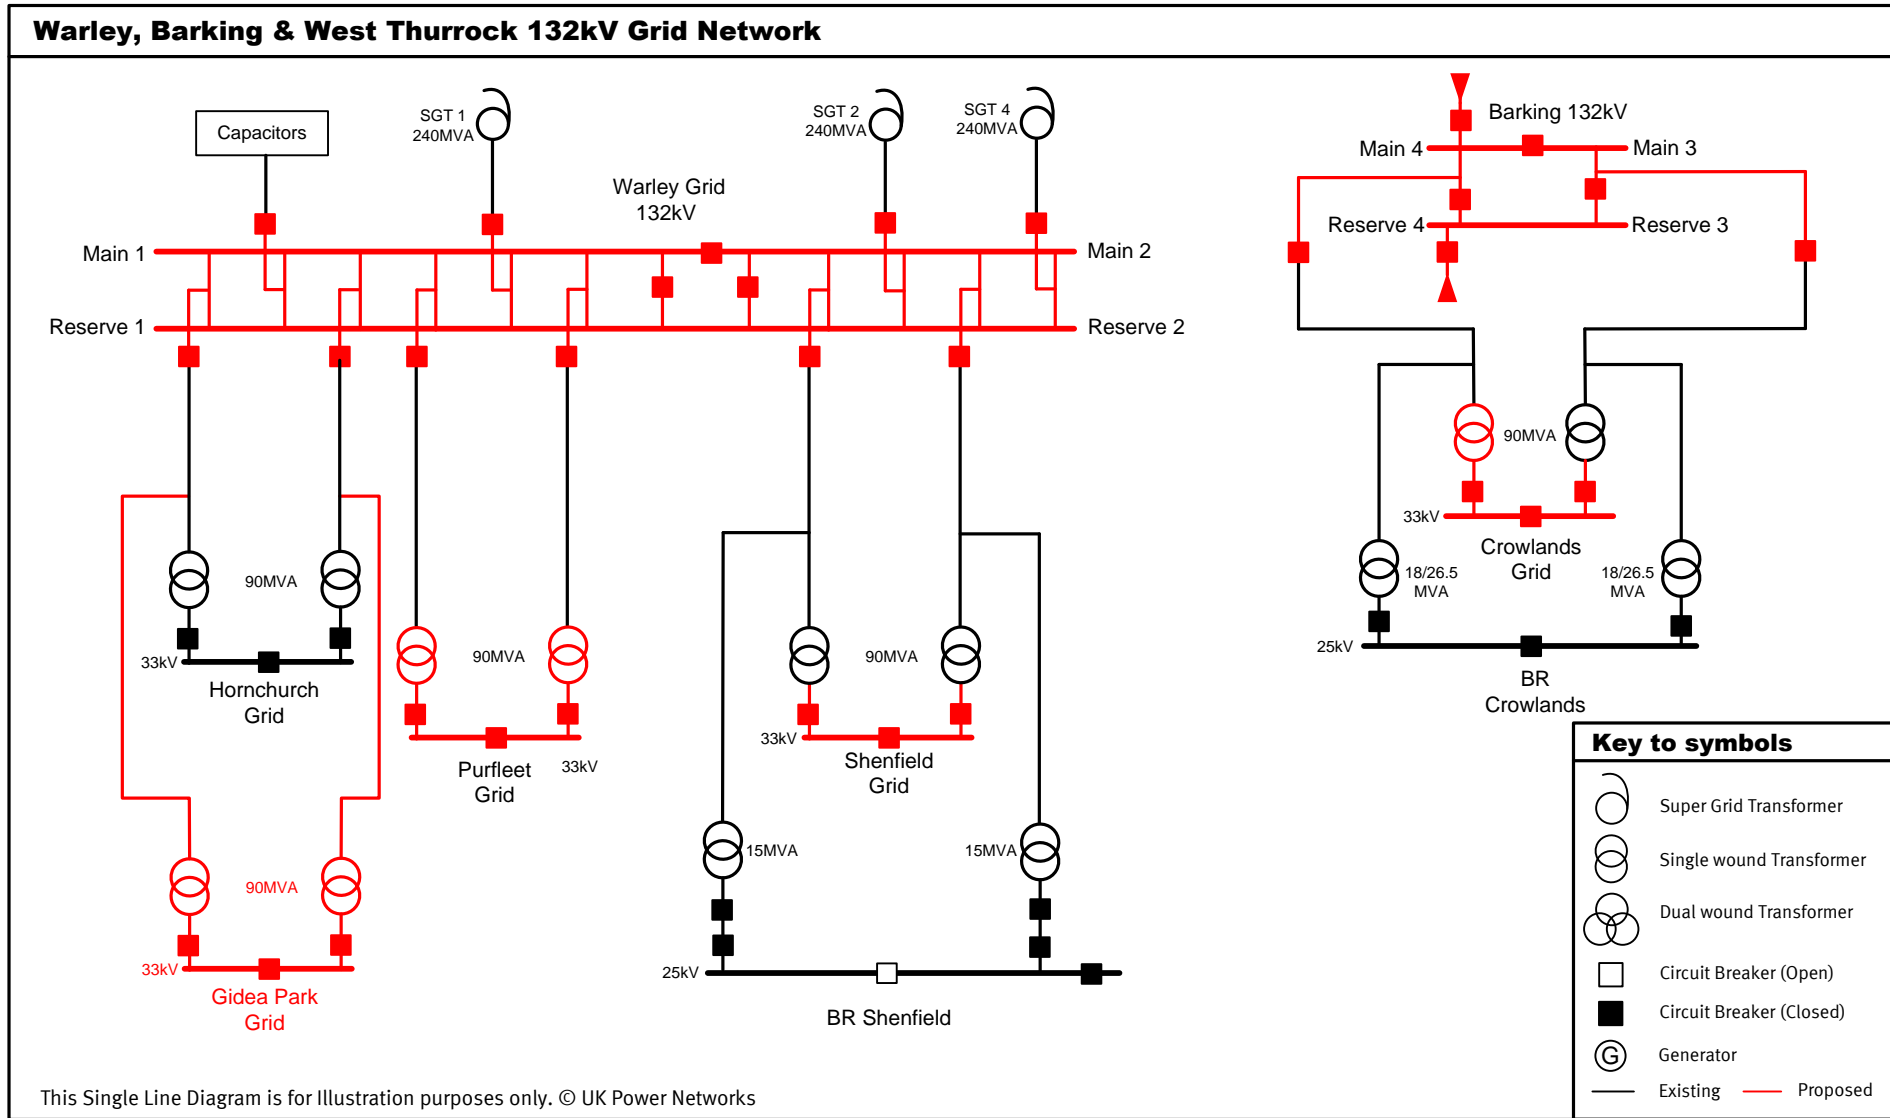 Warley, Barking & West Thurrock 132kV Grid Network
Capacitors
SGT 1
240MVA
SGT 2
240MVA
SGT 4
240MVA
Warley Grid
132kV
Main 1
Main 2
Reserve 1
Reserve 2
90MVA
33kV
Hornchurch
Grid
90MVA
33kV
Gidea Park
Grid
90MVA
Purfleet
Grid
33kV
90MVA
33kV
Shenfield
Grid
15MVA
15MVA
25kV
BR Shenfield
Barking 132kV
Main 4
Main 3
Reserve 4
Reserve 3
90MVA
33kV
Crowlands
Grid
18/26.5
MVA
18/26.5
MVA
25kV
BR
Crowlands
Key to symbols
Super Grid Transformer
Single wound Transformer
Dual wound Transformer
Circuit Breaker (Open)
Circuit Breaker (Closed)
G
Generator
Existing
Proposed
This Single Line Diagram is for Illustration purposes only. © UK Power Networks